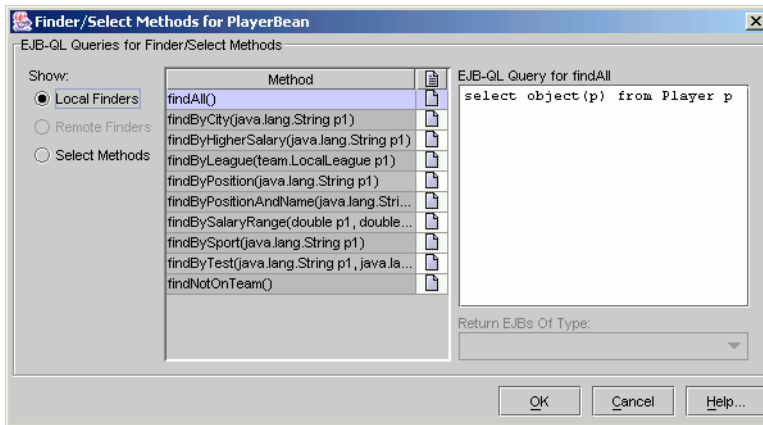 Finder/Select Methods for PlayerBean
EJB-QL Queries for Finder/Select Methods
Show:
Local Finders
Remote Finders
Select Methods
Method
findAll()
findByCity(java.lang.String p1)
findByHigherSalary(java.lang.String p1)
findByLeague(team.LocalLeague p1)
findByPosition(java.lang.String p1)
findByPositionAndName(java.lang.Stri...
findBySalaryRange(double p1, double...
findBySport(java.lang.String p1)
findByTest(java.lang.String p1, java.la...
findNotOnTeam()
EJB-QL Query for findAll
select object(p) from Player p
Return EJBs Of Type:
OK
Cancel
Help...